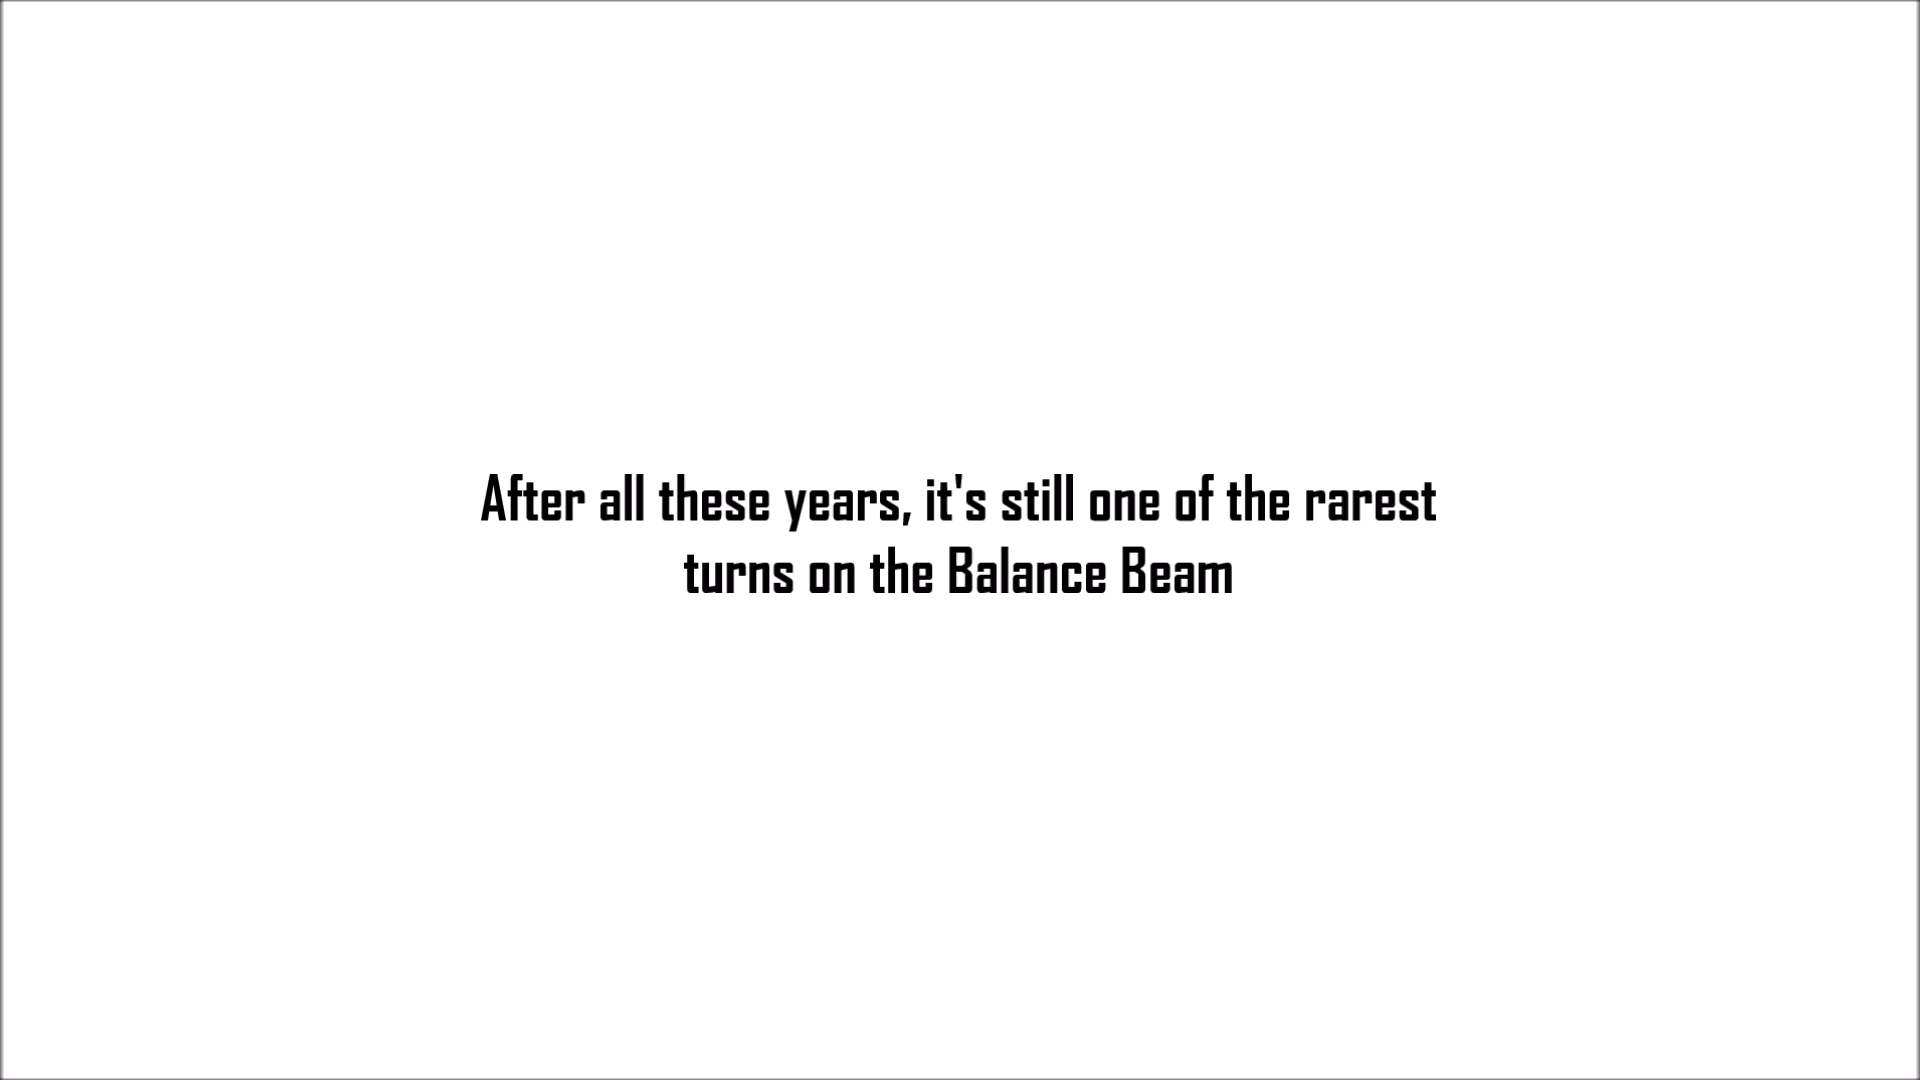 After all these years, it's still one of the rarest
turns on the Balance Beam